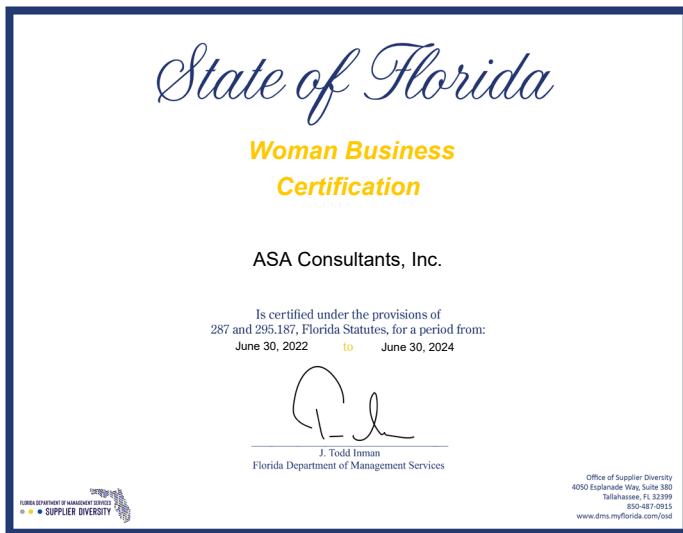 State of Florida
Woman Business
Certification
ASA Consultants, Inc.
Is certified under the provisions of
287 and 295.187, Florida Statutes, for a period from:
June 30, 2022 to June 30, 2024
J. Todd Inman
Florida Department of Management Services
Office of Supplier Diversity
4050 Esplanade Way, Suite 380
Tallahassee, FL 32399
850-487-0915
www.dms.myflorida.com/osd
FLORIDA DEPARTMENT OF MANAGEMENT SERVICES
SUPPLIER DIVERSITY